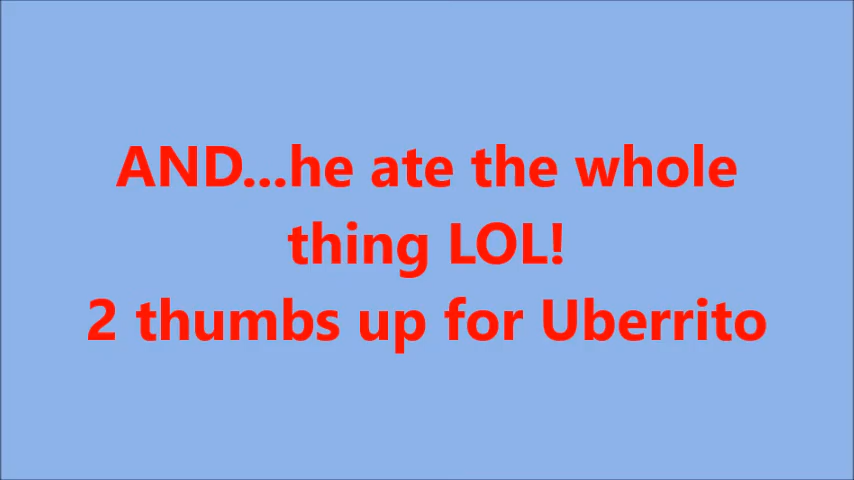 AND...he ate the whole
thing LOL!
2 thumbs up for Uberrito